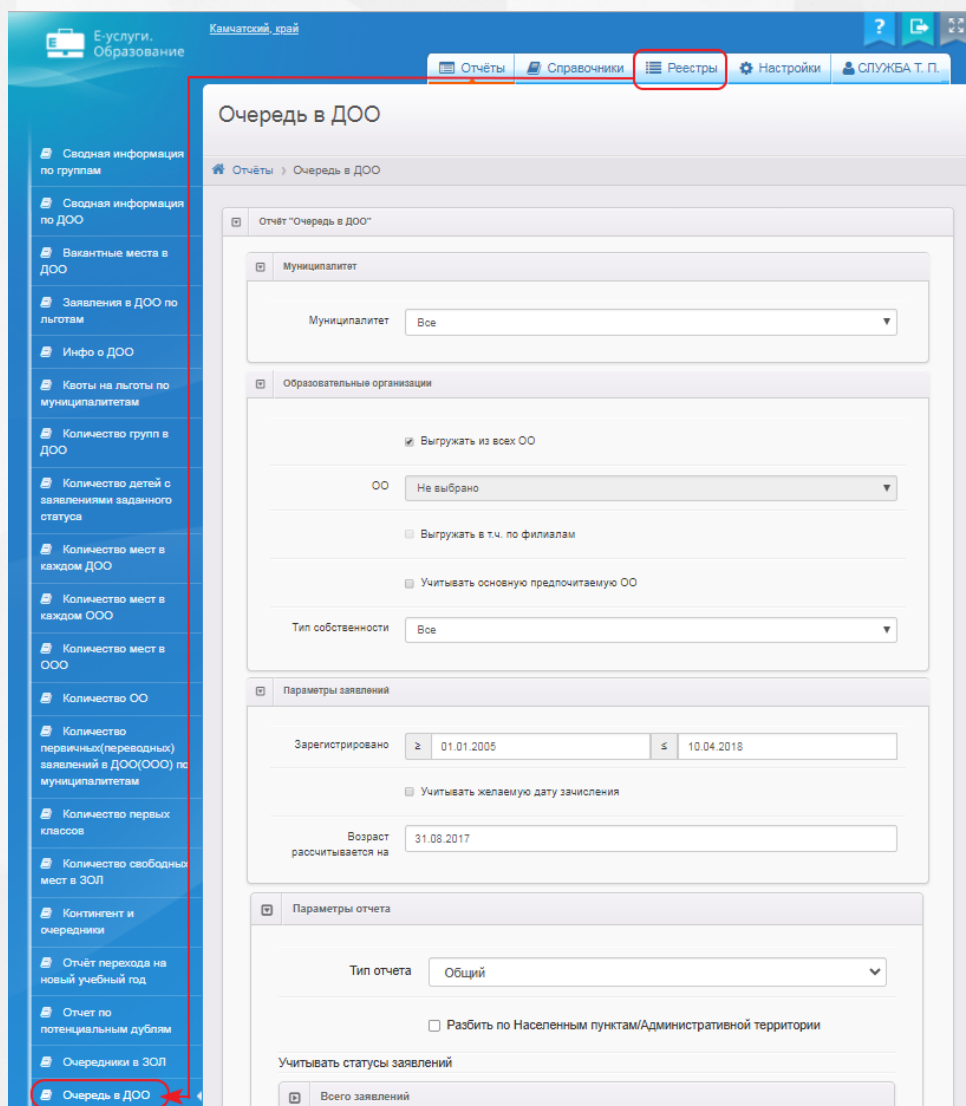 Е-услуги.
Образование
Камчатский, край
?
Отчёты
Справочники
Реестры
Настройки
СЛУЖБА Т. П.
Сводная информация
по группам
Сводная информация
по ДОО
Вакантные места в
ДОО
Заявления в ДОО по
льготам
Инфо о ДОО
Квоты на льготы по
муниципалитетам
Количество групп в
ДОО
Количество детей с
заявлениями заданного
статуса
Количество мест в
каждом ДОО
Количество мест в
каждом ООО
Количество мест в
ООО
Количество ОО
Количество
первичных(переводных)
заявлений в ДОО(ООО) по
муниципалитетам
Количество первых
классов
Количество свободных
мест в ЗОЛ
Контингент и
очередники
Отчёт перехода на
новый учебный год
Отчет по
потенциальным дублям
Очередники в ЗОЛ
Очередь в ДОО
Очередь в ДОО
Отчёты > Очередь в ДОО
Отчёт "Очередь в ДОО"
Муниципалитет
Муниципалитет
Все
Образовательные организации
Выгружать из всех ОО
ОО
Не выбрано
Выгружать в т.ч. по филиалам
Учитывать основную предпочитаемую ОО
Тип собственности
Все
Параметры заявлений
Зарегистрировано
≥ 01.01.2005
≤ 10.04.2018
Учитывать желаемую дату зачисления
Возраст
рассчитывается на
31.08.2017
Параметры отчета
Тип отчета
Общий
Разбить по Населенным пунктам/Административной территории
Учитывать статусы заявлений
Всего заявлений